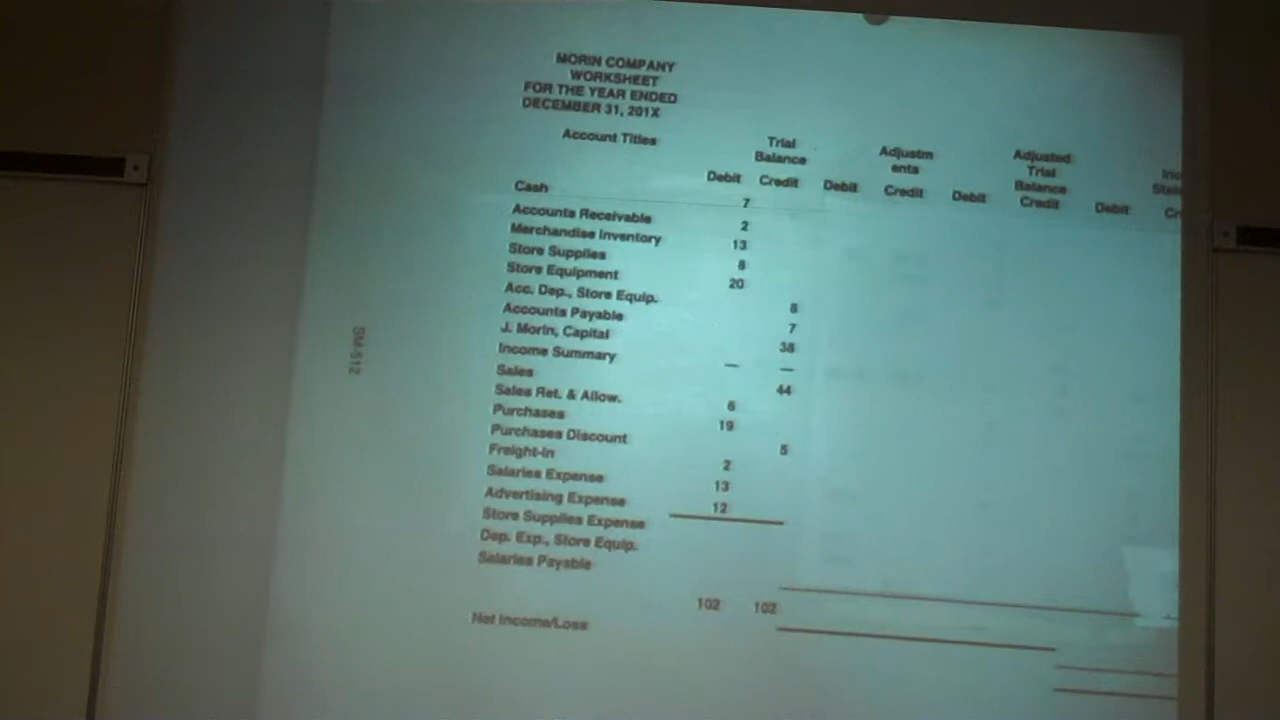 MORIN COMPANY
WORKSHEET
FOR THE YEAR ENDED
DECEMBER 31, 201X
Account Titles
Trial
Balance
Adjustm
ents
Adjusted
Trial
Balance
Debit Credit Debit Credit Debit Credit Debit
Cash 7
Accounts Receivable 2
Merchandise Inventory 13
Store Supplies 8
Store Equipment 20
Acc. Dep., Store Equip. 8
Accounts Payable 7
J. Morin, Capital 38
Income Summary — —
Sales 44
Sales Ret. & Allow. 6
Purchases 19
Purchases Discount 5
Freight-in 2
Salaries Expense 13
Advertising Expense 12
Store Supplies Expense
Dep. Exp., Store Equip.
Salaries Payable
102 102
Net Income/Loss
SM-512